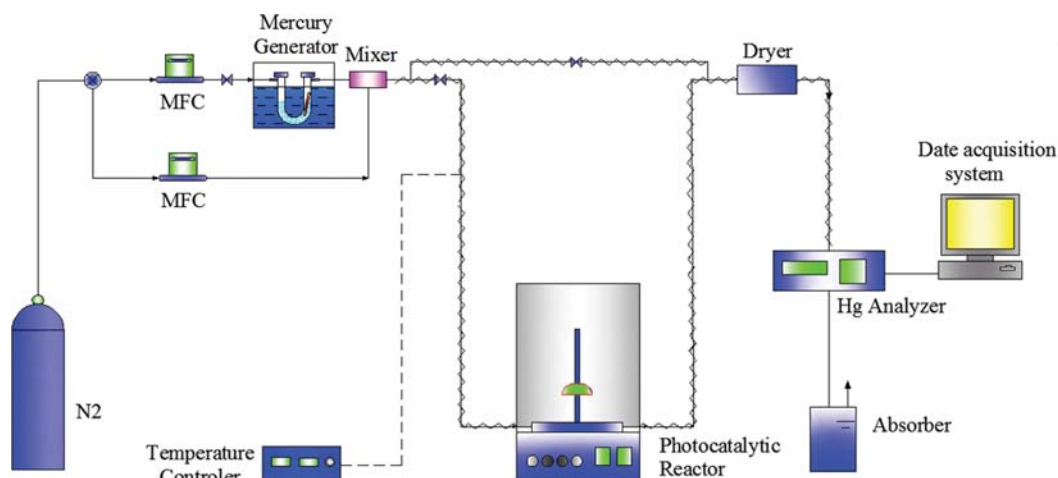 Mercury
Generator
Mixer
Dryer
MFC
MFC
Date acquisition
system
Hg Analyzer
N2
Absorber
Photocatalytic
Reactor
Temperature
Controler